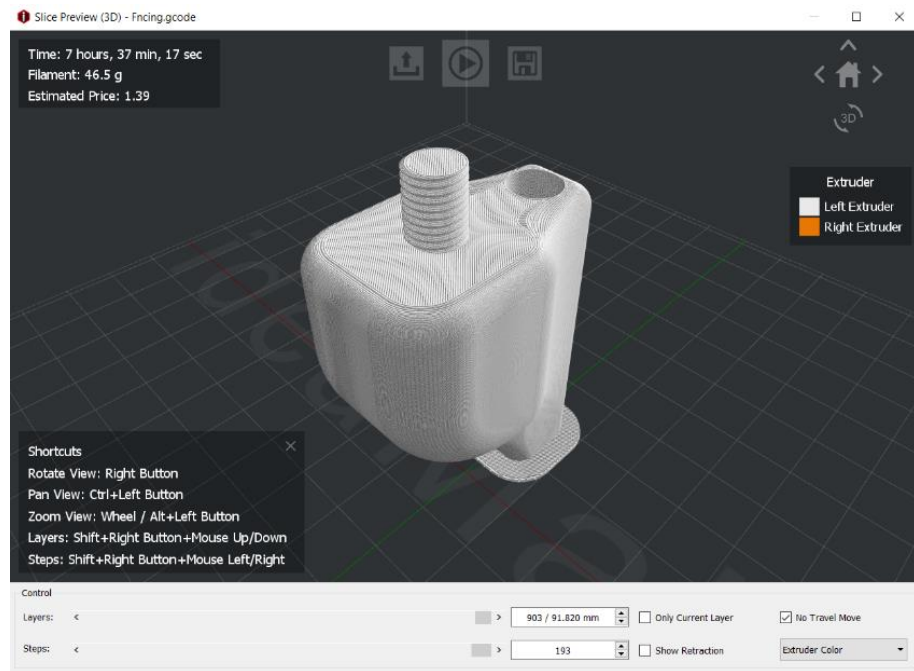 Slice Preview (3D) - Fncing.gcode
Time: 7 hours, 37 min, 17 sec
Filament: 46.5 g
Estimated Price: 1.39
3D
Extruder
Left Extruder
Right Extruder
Shortcuts
Rotate View: Right Button
Pan View: Ctrl+Left Button
Zoom View: Wheel / Alt+Left Button
Layers: Shift+Right Button+Mouse Up/Down
Steps: Shift+Right Button+Mouse Left/Right
Control
Layers: 903 / 91.820 mm Only Current Layer No Travel Move
Steps: 193 Show Retraction Extruder Color